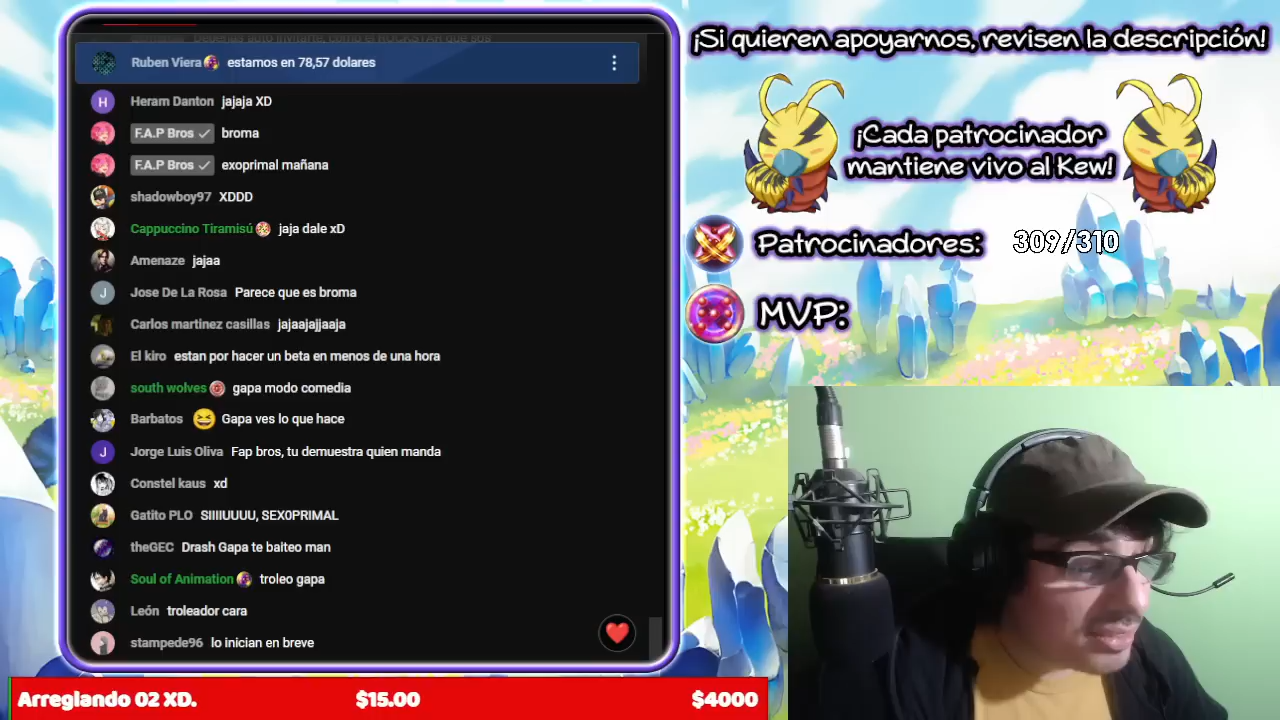 Ruben Viera estamos en 78,57 dolares
Heram Danton jajaja XD
F.A.P Bros broma
F.A.P Bros exoprimal mañana
shadowboy97 XDDD
Cappuccino Tiramisú jaja dale xD
Amenaze jajaa
Jose De La Rosa Parece que es broma
Carlos martinez casillas jajaajajjaaja
El kiro estan por hacer un beta en menos de una hora
south wolves gapa modo comedia
Barbatos 😆 Gapa ves lo que hace
Jorge Luis Oliva Fap bros, tu demuestra quien manda
Constel kaus xd
Gatito PLO SIIIIUUUU, SEX0PRIMAL
theGEC Drash Gapa te baiteo man
Soul of Animation troleo gapa
León troleador cara
stampede96 lo inician en breve
¡Si quieren apoyarnos, revisen la descripción!
¡Cada patrocinador
mantiene vivo al Kew!
Patrocinadores: 309/310
MVP:
Arreglando 02 XD. $15.00 $4000